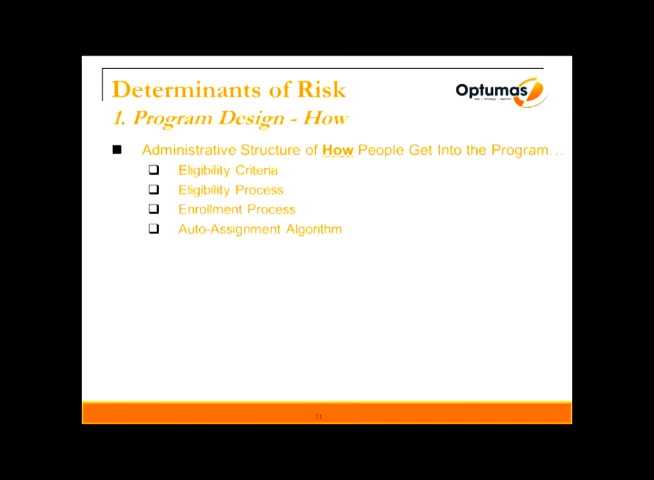 Determinants of Risk
Optumas
1. Program Design - How
Administrative Structure of How People Get Into the Program…
Eligibility Criteria
Eligibility Process
Enrollment Process
Auto-Assignment Algorithm
11